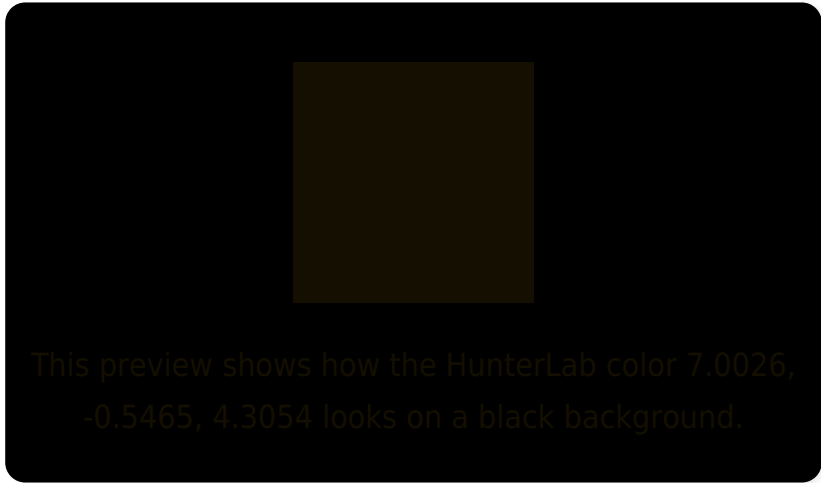 This preview shows how the HunterLab color 7.0026,
-0.5465, 4.3054 looks on a black background.